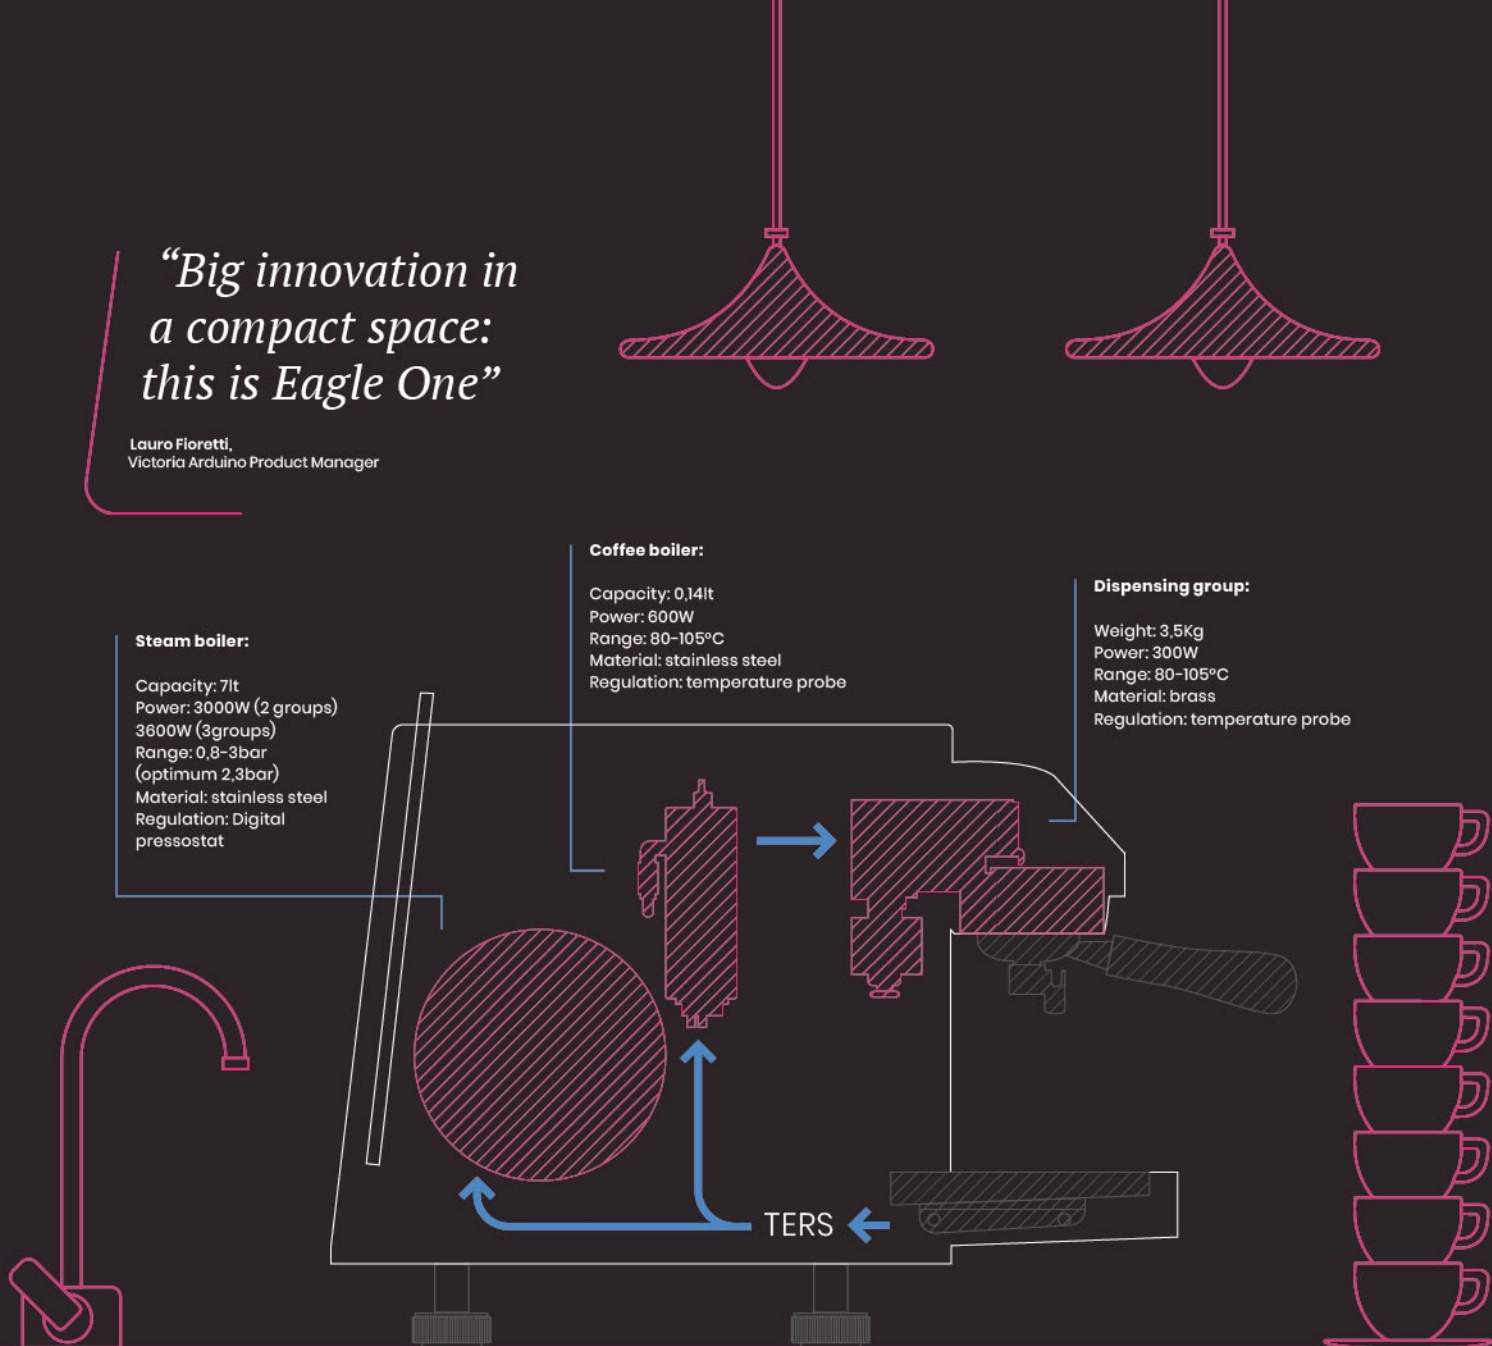 “Big innovation in
a compact space:
this is Eagle One”
Lauro Fioretti,
Victoria Arduino Product Manager
Steam boiler:
Capacity: 7lt
Power: 3000W (2 groups)
3600W (3groups)
Range: 0,8-3bar
(optimum 2,3bar)
Material: stainless steel
Regulation: Digital
pressostat
Coffee boiler:
Capacity: 0,14lt
Power: 600W
Range: 80-105°C
Material: stainless steel
Regulation: temperature probe
Dispensing group:
Weight: 3,5Kg
Power: 300W
Range: 80-105°C
Material: brass
Regulation: temperature probe
TERS